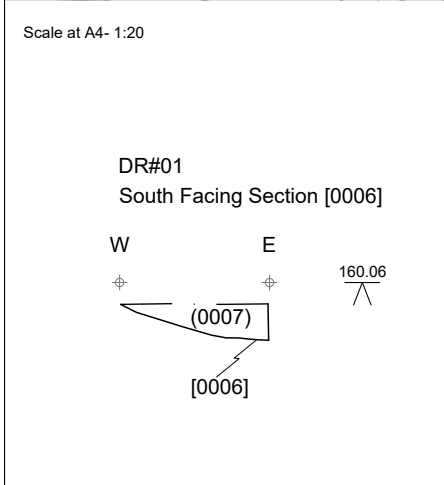 Scale at A4- 1:20
DR#01
South Facing Section [0006]
W E
160.06
(0007)
[0006]